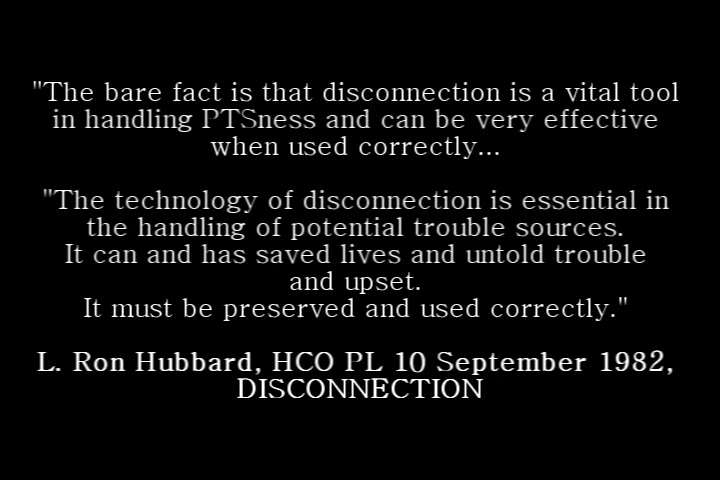 "The bare fact is that disconnection is a vital tool
in handling PTSness and can be very effective
when used correctly...
"The technology of disconnection is essential in
the handling of potential trouble sources.
It can and has saved lives and untold trouble
and upset.
It must be preserved and used correctly."
L. Ron Hubbard, HCO PL 10 September 1982,
DISCONNECTION